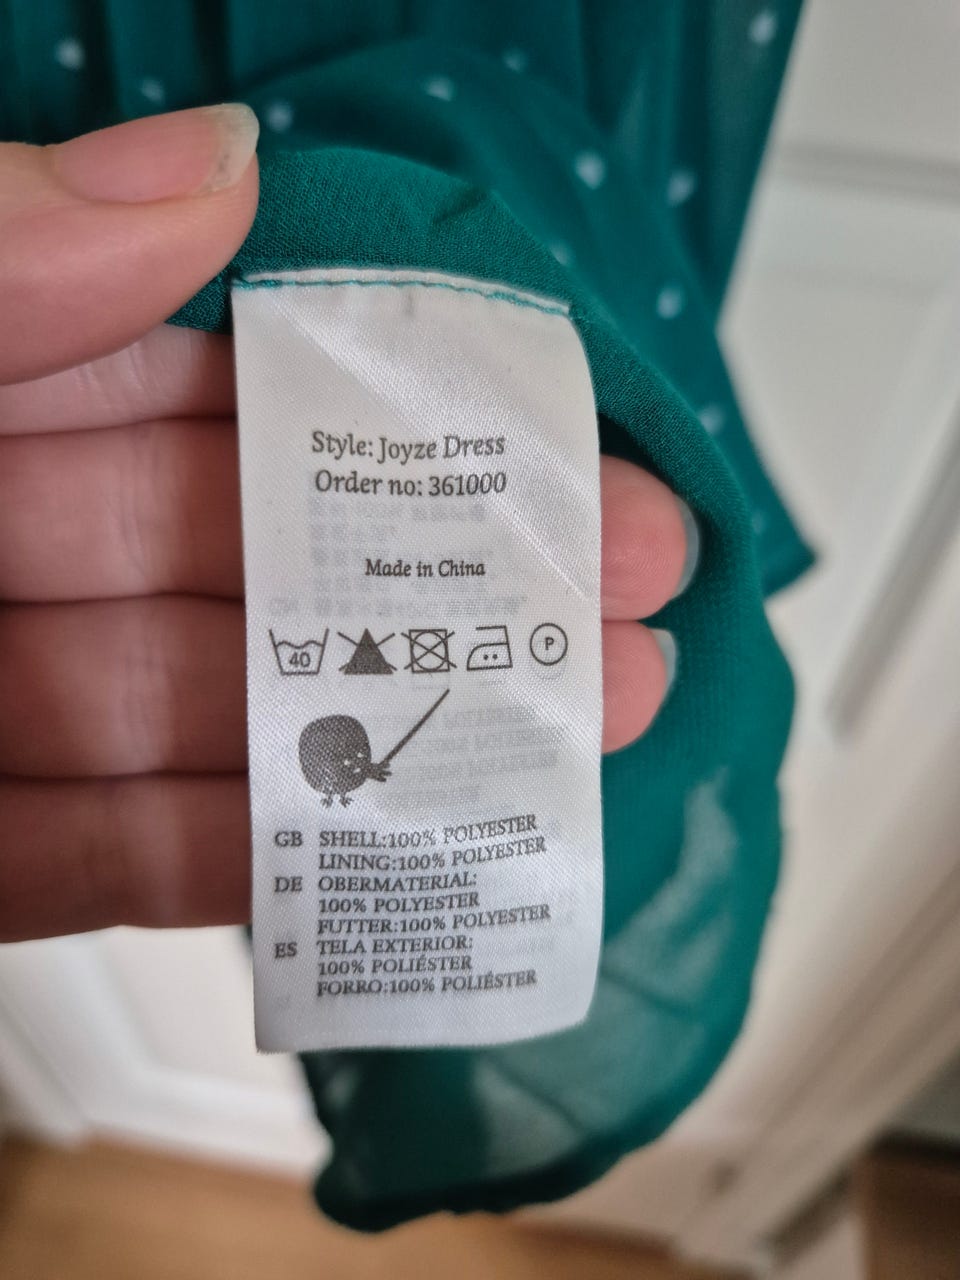 Style: Joyze Dress
Order no: 361000
Made in China
40
P
GB SHELL:100% POLYESTER
LINING:100% POLYESTER
DE OBERMATERIAL:
100% POLYESTER
FUTTER:100% POLYESTER
ES TELA EXTERIOR:
100% POLIÉSTER
FORRO:100% POLIÉSTER